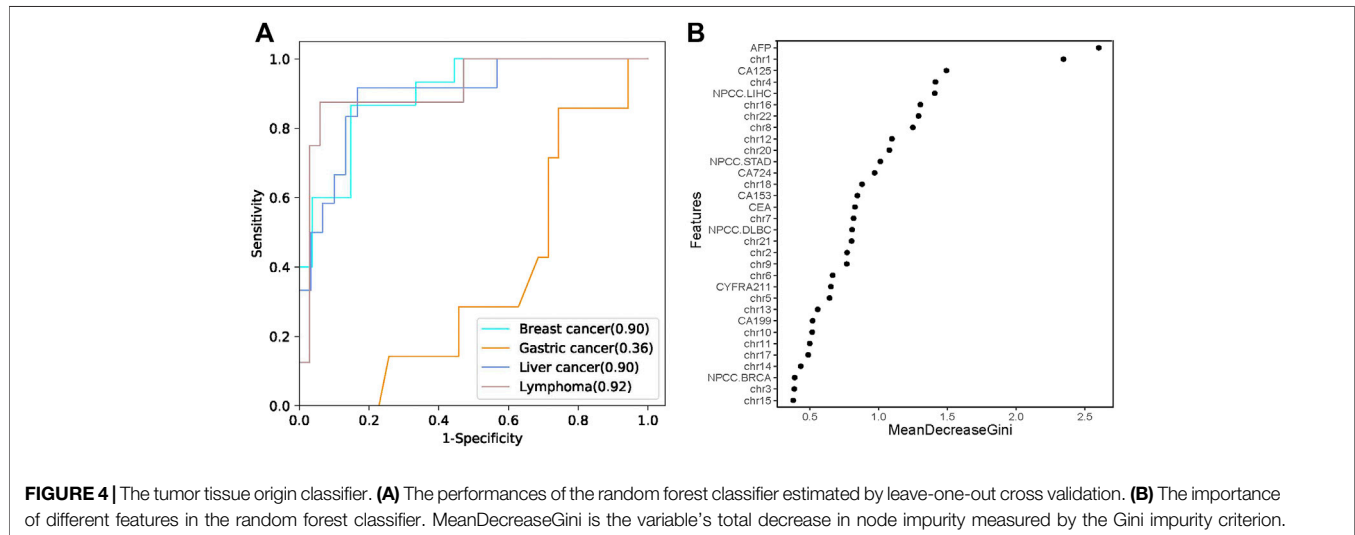 A
1.0
0.8
0.6
0.4
0.2
0.0
Sensitivity
0.0 0.2 0.4 0.6 0.8 1.0
1-Specificity
Breast cancer(0.90)
Gastric cancer(0.36)
Liver cancer(0.90)
Lymphoma(0.92)
B
AFP
chr1
CA125
chr4
NPCC.LIHC
chr16
chr22
chr8
chr12
chr20
NPCC.STAD
CA724
chr18
CA153
CEA
chr7
NPCC.DLBC
chr21
chr2
chr9
chr6
CYFRA211
chr5
chr13
CA199
chr10
chr11
chr17
chr14
NPCC.BRCA
chr3
chr15
Features
0.5 1.0 1.5 2.0 2.5
MeanDecreaseGini
FIGURE 4 | The tumor tissue origin classifier. (A) The performances of the random forest classifier estimated by leave-one-out cross validation. (B) The importance
of different features in the random forest classifier. MeanDecreaseGini is the variable's total decrease in node impurity measured by the Gini impurity criterion.